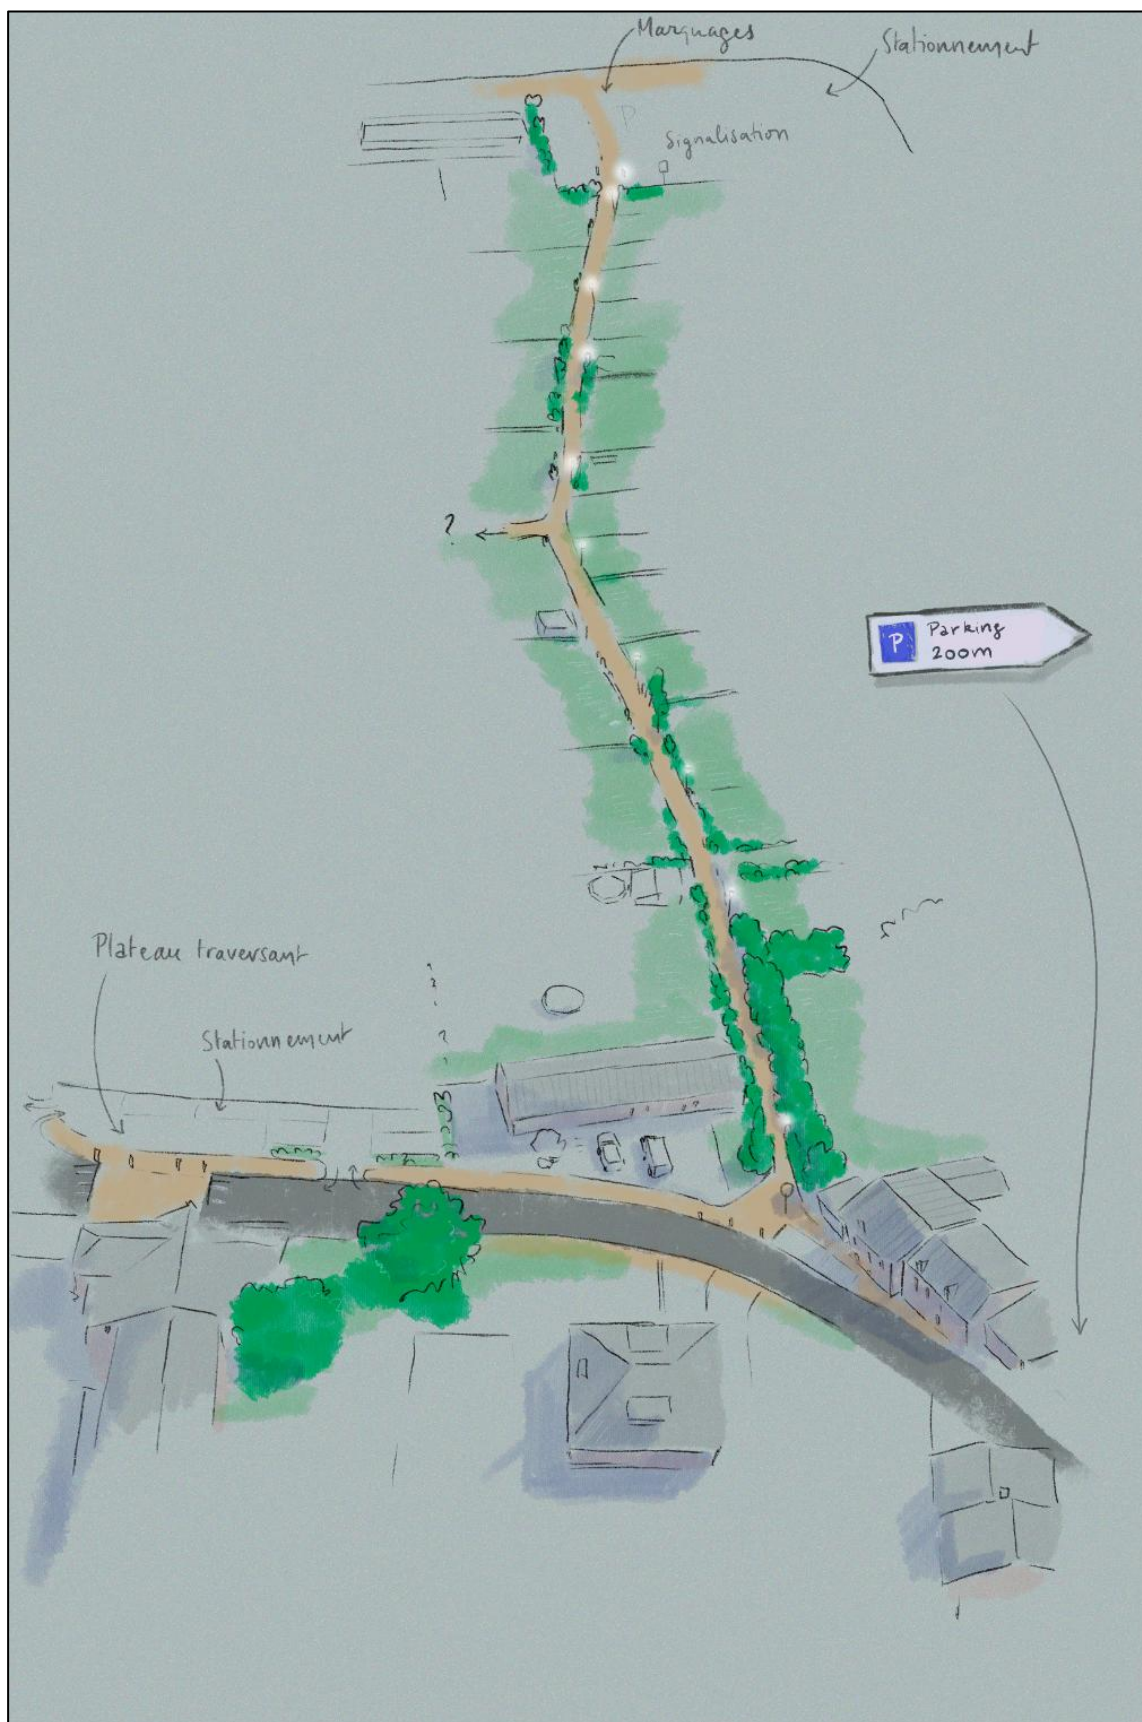 Marquages
Stationnement
P
Signalisation
?
P
Parking
200m
Plateau traversant
Stationnement